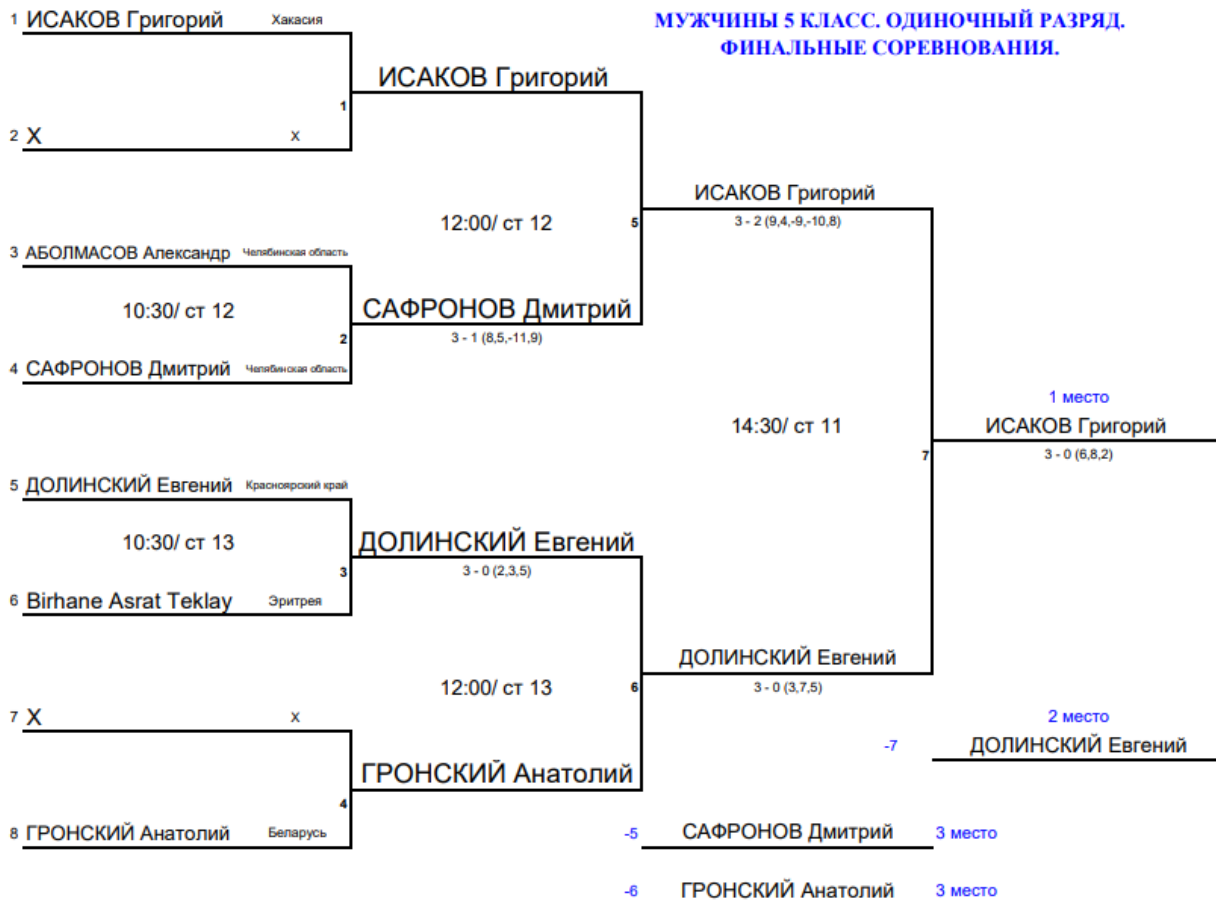 МУЖЧИНЫ 5 КЛАСС. ОДИНОЧНЫЙ РАЗРЯД.
ФИНАЛЬНЫЕ СОРЕВНОВАНИЯ.
1 ИСАКОВ Григорий Хакасия
ИСАКОВ Григорий
1
2 X X
ИСАКОВ Григорий
12:00/ ст 12 5 3 - 2 (9,4,-9,-10,8)
3 АБОЛМАСОВ Александр Челябинская область
10:30/ ст 12 САФРОНОВ Дмитрий
2 3 - 1 (8,5,-11,9)
4 САФРОНОВ Дмитрий Челябинская область
1 место
14:30/ ст 11 ИСАКОВ Григорий
7 3 - 0 (6,8,2)
5 ДОЛИНСКИЙ Евгений Красноярский край
10:30/ ст 13 ДОЛИНСКИЙ Евгений
3 3 - 0 (2,3,5)
6 Birhane Asrat Teklay Эритрея
ДОЛИНСКИЙ Евгений
12:00/ ст 13 6 3 - 0 (3,7,5)
7 X X 2 место
-7 ДОЛИНСКИЙ Евгений
ГРОНСКИЙ Анатолий
4
8 ГРОНСКИЙ Анатолий Беларусь
-5 САФРОНОВ Дмитрий 3 место
-6 ГРОНСКИЙ Анатолий 3 место